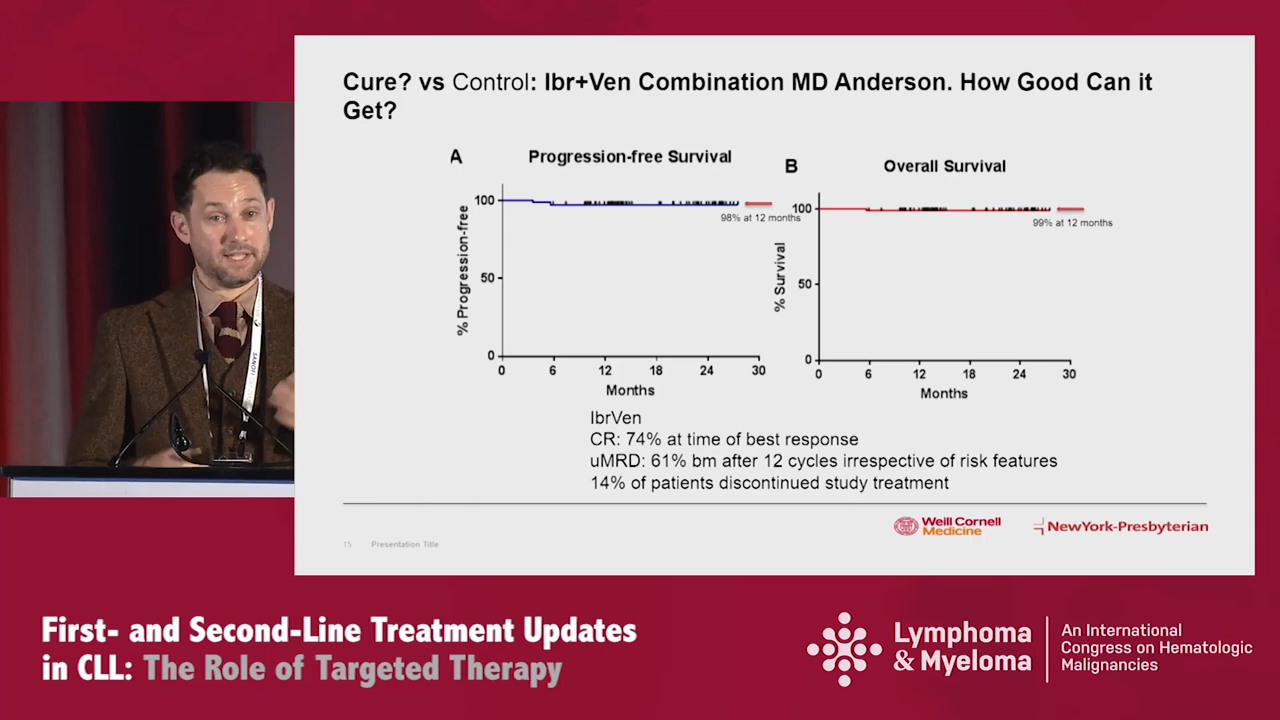 Cure? vs Control: Ibr+Ven Combination MD Anderson. How Good Can it
Get?
A
Progression-free Survival
% Progression-free
100
50
0
98% at 12 months
0 6 12 18 24 30
Months
B
Overall Survival
% Survival
100
50
0
99% at 12 months
0 6 12 18 24 30
Months
IbrVen
CR: 74% at time of best response
uMRD: 61% bm after 12 cycles irrespective of risk features
14% of patients discontinued study treatment
Weill Cornell
Medicine
NewYork-Presbyterian
15 Presentation Title
SANOFI
First- and Second-Line Treatment Updates
in CLL: The Role of Targeted Therapy
Lymphoma
& Myeloma
An International
Congress on Hematologic
Malignancies